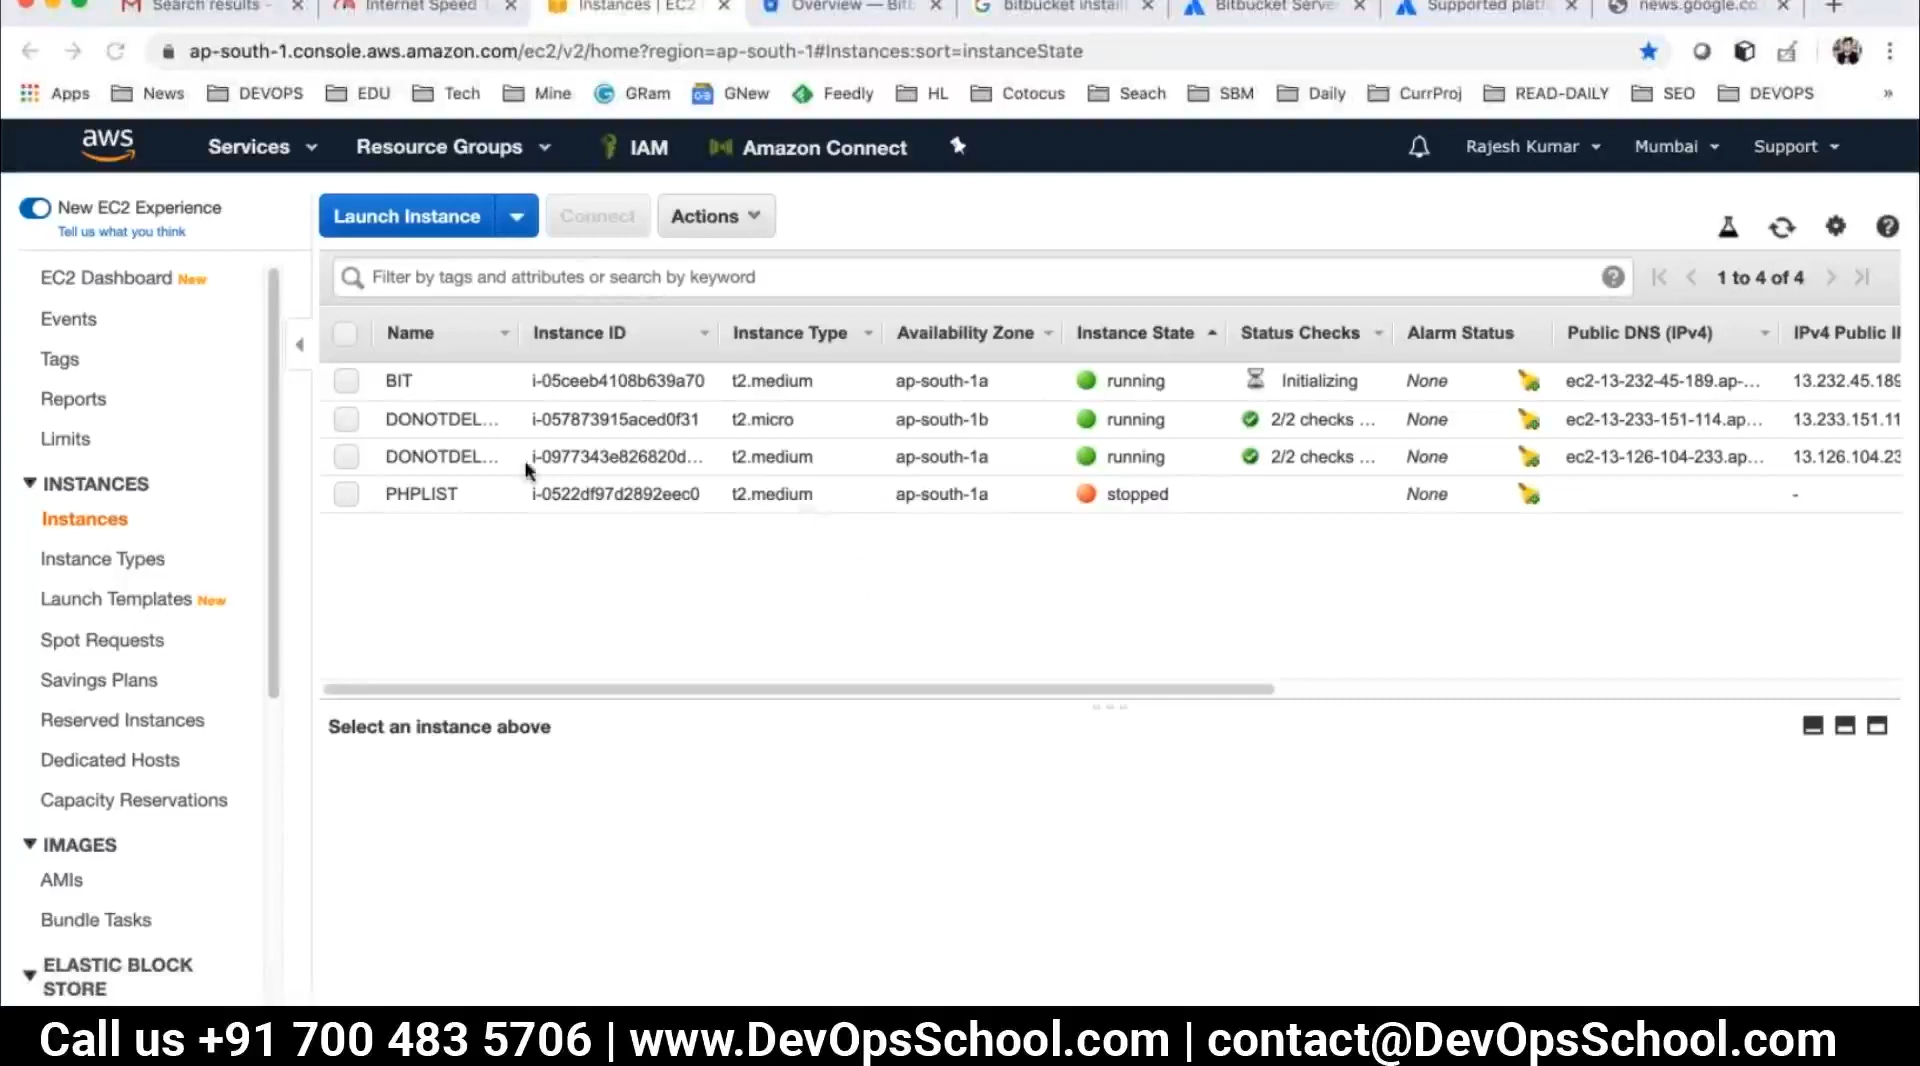 Search results -
Internet Speed
Instances | EC2
Overview — Bitb
bitbucket install
Bitbucket Serve
Supported platf
news.google.co
ap-south-1.console.aws.amazon.com/ec2/v2/home?region=ap-south-1#Instances:sort=instanceState
Apps News DEVOPS EDU Tech Mine GRam GNew Feedly HL Cotocus Seach SBM Daily CurrProj READ-DAILY SEO DEVOPS »
aws Services Resource Groups IAM Amazon Connect Rajesh Kumar Mumbai Support
New EC2 Experience
Tell us what you think
EC2 Dashboard New
Events
Tags
Reports
Limits
INSTANCES
Instances
Instance Types
Launch Templates New
Spot Requests
Savings Plans
Reserved Instances
Dedicated Hosts
Capacity Reservations
IMAGES
AMIs
Bundle Tasks
ELASTIC BLOCK
STORE
Launch Instance Connect Actions
Filter by tags and attributes or search by keyword 1 to 4 of 4
Name Instance ID Instance Type Availability Zone Instance State Status Checks Alarm Status Public DNS (IPv4) IPv4 Public I
BIT i-05ceeb4108b639a70 t2.medium ap-south-1a running Initializing None ec2-13-232-45-189.ap-... 13.232.45.189
DONOTDEL... i-057873915aced0f31 t2.micro ap-south-1b running 2/2 checks ... None ec2-13-233-151-114.ap... 13.233.151.11
DONOTDEL... i-0977343e826820d... t2.medium ap-south-1a running 2/2 checks ... None ec2-13-126-104-233.ap... 13.126.104.23
PHPLIST i-0522df97d2892eec0 t2.medium ap-south-1a stopped None -
Select an instance above
Call us +91 700 483 5706 | www.DevOpsSchool.com | contact@DevOpsSchool.com